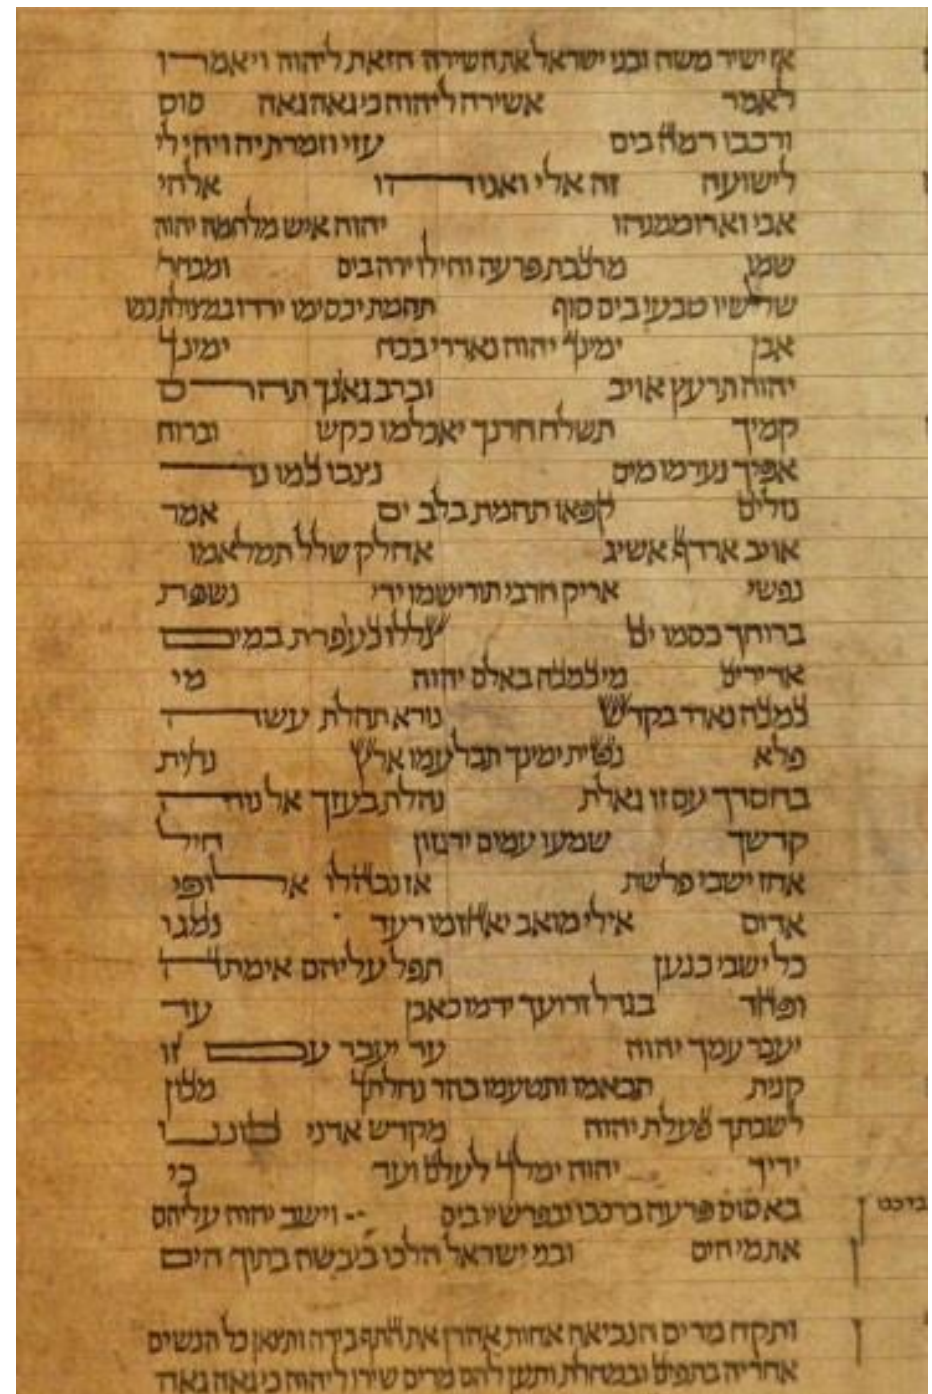 אז ישיר משה ובני ישראל את השירה הזאת ליהוה ויאמרו
לאמר אשירה ליהוה כי גאה גאה סוס
ורכבו רמה בים עזי וזמרת יה ויהי לי
לישועה זה אלי ואנוהו אלהי
אבי וארממנהו יהוה איש מלחמה יהוה
שמו מרכבת פרעה וחילו ירה בים ומבחר
שלשיו טבעו בים סוף תהמת יכסימו ירדו במצולת כמו
אבן ימינך יהוה נאדרי בכח ימינך
יהוה תרעץ אויב וברב גאונך תהרס
קמיך תשלח חרנך יאכלמו כקש וברוח
אפיך נערמו מים נצבו כמו נד
נזלים קפאו תהמת בלב ים אמר
אויב ארדף אשיג אחלק שלל תמלאמו
נפשי אריק חרבי תורישמו ידי נשפת
ברוחך כסמו ים צללו כעופרת במים
אדירים מי כמכה באלם יהוה מי
כמכה נאדר בקדש נורא תהלת עשה
פלא נטית ימינך תבלעמו ארץ נחית
בחסדך עם זו גאלת נהלת בעזך אל נוה
קדשך שמעו עמים ירגזון חיל
אחז ישבי פלשת אז נבהלו אלופי
אדום אילי מואב יאחזמו רעד נמגו
כל ישבי כנען תפל עליהם אימתה
ופחד בגדל זרועך ידמו כאבן עד
יעבר עמך יהוה עד יעבר עם זו
קנית תבאמו ותטעמו בהר נחלתך מכון
לשבתך פעלת יהוה מקדש אדני כוננו
ידיך יהוה ימלך לעלם ועד כי
בא סוס פרעה ברכבו ובפרשיו בים וישב יהוה עליהם
את מי הים ובני ישראל הלכו ביבשה בתוך הים
ותקח מרים הנביאה אחות אהרן את התף בידה ותצאן כל הנשים
אחריה בתפים ובמחלת ותען להם מרים שירו ליהוה כי גאה גאה